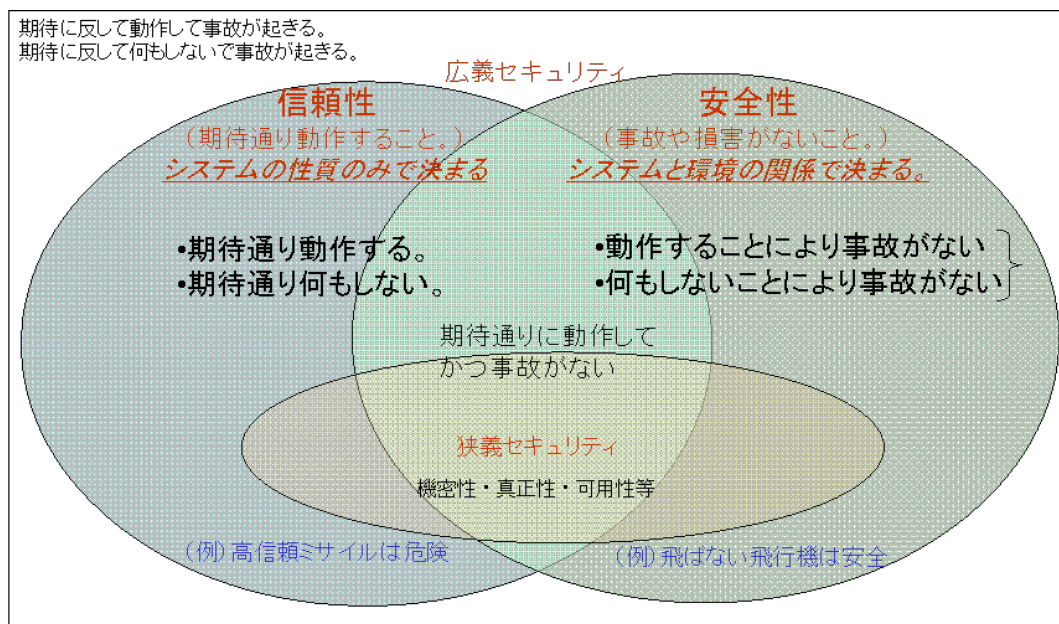 期待に反して動作して事故が起きる。
期待に反して何もしないで事故が起きる。
広義セキュリティ
信頼性
(期待通り動作すること。)
システムの性質のみで決まる
安全性
(事故や損害がないこと。)
システムと環境の関係で決まる。
•期待通り動作する。
•期待通り何もしない。
•動作することにより事故がない
•何もしないことにより事故がない
期待通りに動作して
かつ事故がない
狭義セキュリティ
機密性・真正性・可用性等
(例)高信頼ミサイルは危険
(例)飛ばない飛行機は安全